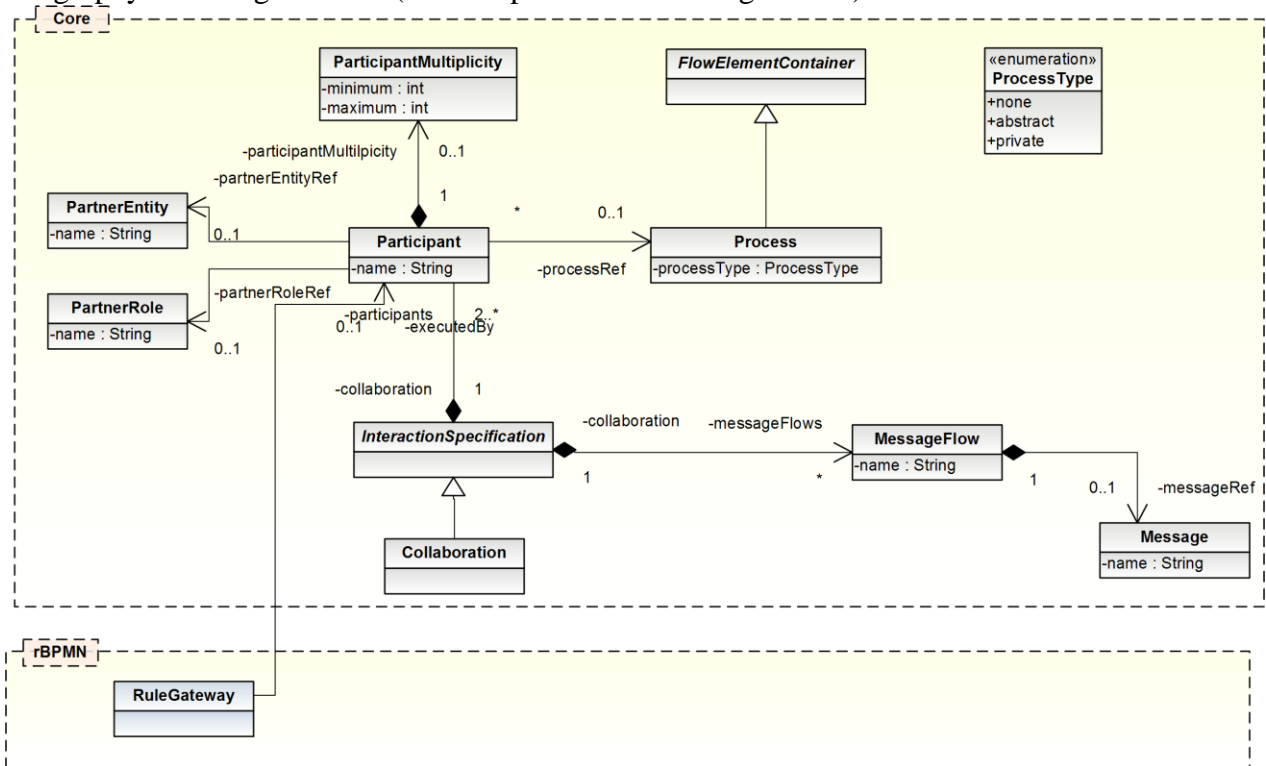 Core
ParticipantMultiplicity
-minimum : int
-maximum : int
FlowElementContainer
«enumeration»
ProcessType
+none
+abstract
+private
-participantMultiIpicity
0..1
-partnerEntityRef
1
PartnerEntity
-name : String
0..1
*
0..1
Participant
-name : String
-processRef
Process
-processType : ProcessType
-partnerRoleRef
PartnerRole
-name : String
0..1
-participants
0..1
2..*
-executedBy
-collaboration
1
InteractionSpecification
-collaboration
-messageFlows
1
*
MessageFlow
-name : String
1
0..1
-messageRef
Message
-name : String
Collaboration
rBPMN
RuleGateway